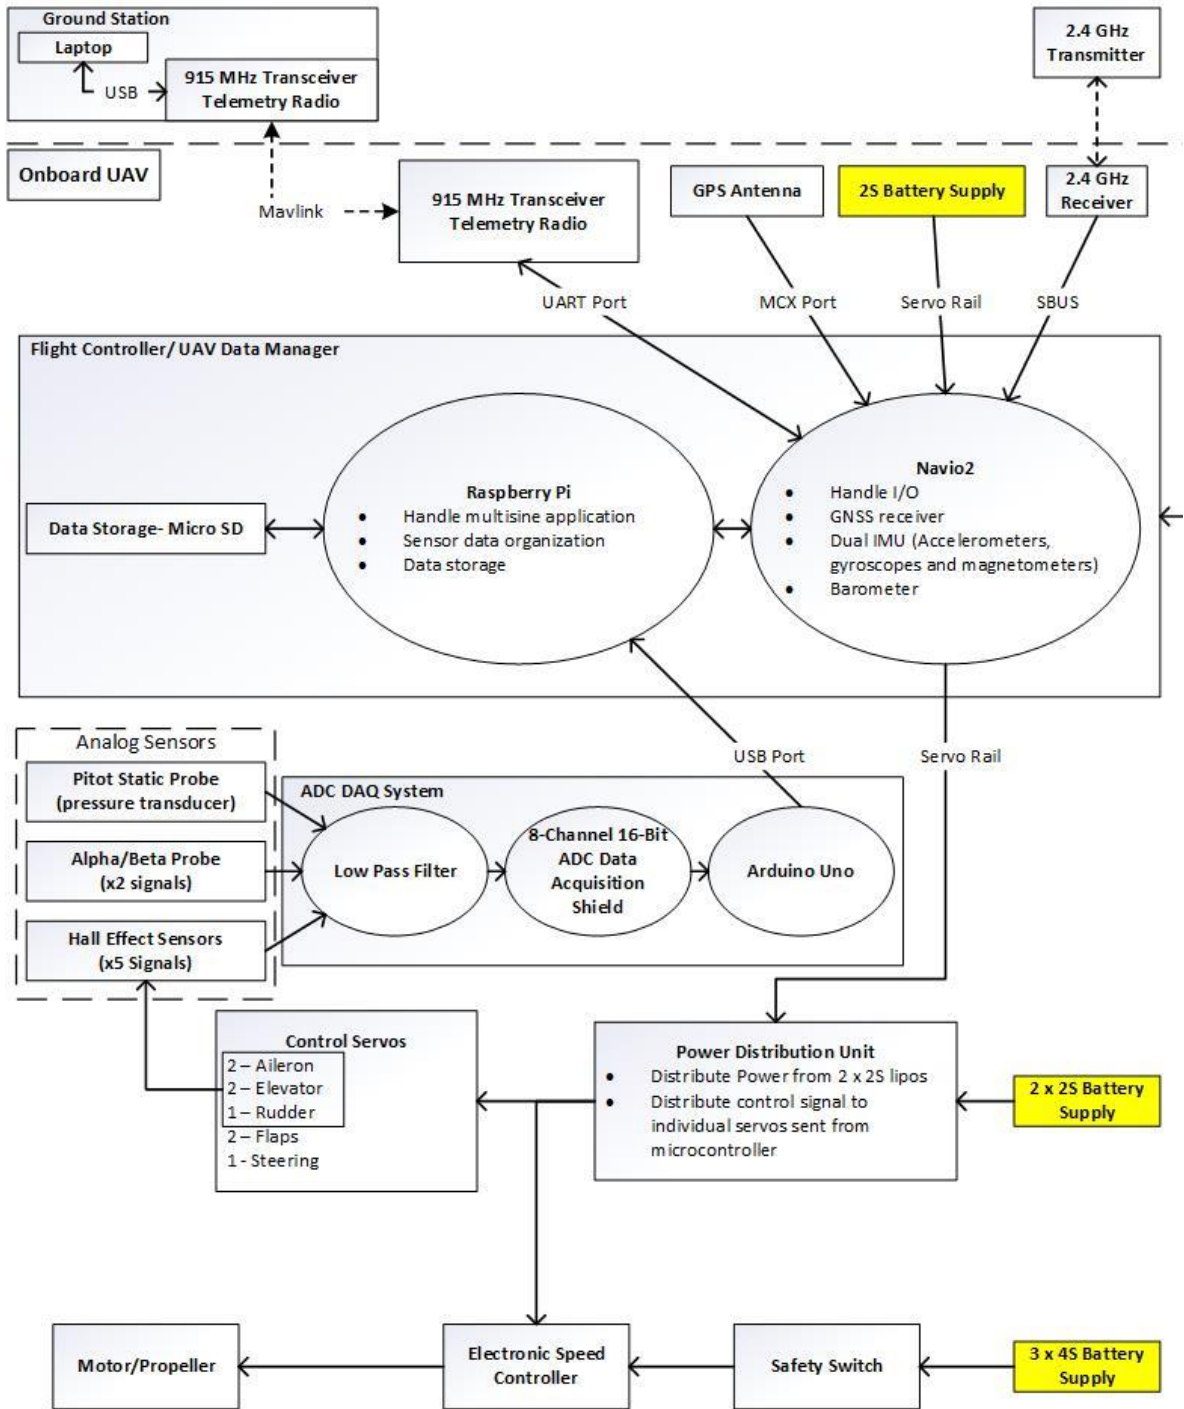 Ground Station
Laptop
USB
915 MHz Transceiver
Telemetry Radio
2.4 GHz
Transmitter
Onboard UAV
Mavlink
915 MHz Transceiver
Telemetry Radio
GPS Antenna
2S Battery Supply
2.4 GHz
Receiver
UART Port
MCX Port
Servo Rail
SBUS
Flight Controller/ UAV Data Manager
Data Storage- Micro SD
Raspberry Pi
• Handle multisine application
• Sensor data organization
• Data storage
Navio2
• Handle I/O
• GNSS receiver
• Dual IMU (Accelerometers,
gyroscopes and magnetometers)
• Barometer
Analog Sensors
Pitot Static Probe
(pressure transducer)
Alpha/Beta Probe
(x2 signals)
Hall Effect Sensors
(x5 Signals)
USB Port
Servo Rail
ADC DAQ System
Low Pass Filter
8-Channel 16-Bit
ADC Data
Acquisition
Shield
Arduino Uno
Control Servos
2 – Aileron
2 – Elevator
1 – Rudder
2 – Flaps
1 - Steering
Power Distribution Unit
• Distribute Power from 2 x 2S lipos
• Distribute control signal to
individual servos sent from
microcontroller
2 x 2S Battery
Supply
Motor/Propeller
Electronic Speed
Controller
Safety Switch
3 x 4S Battery
Supply